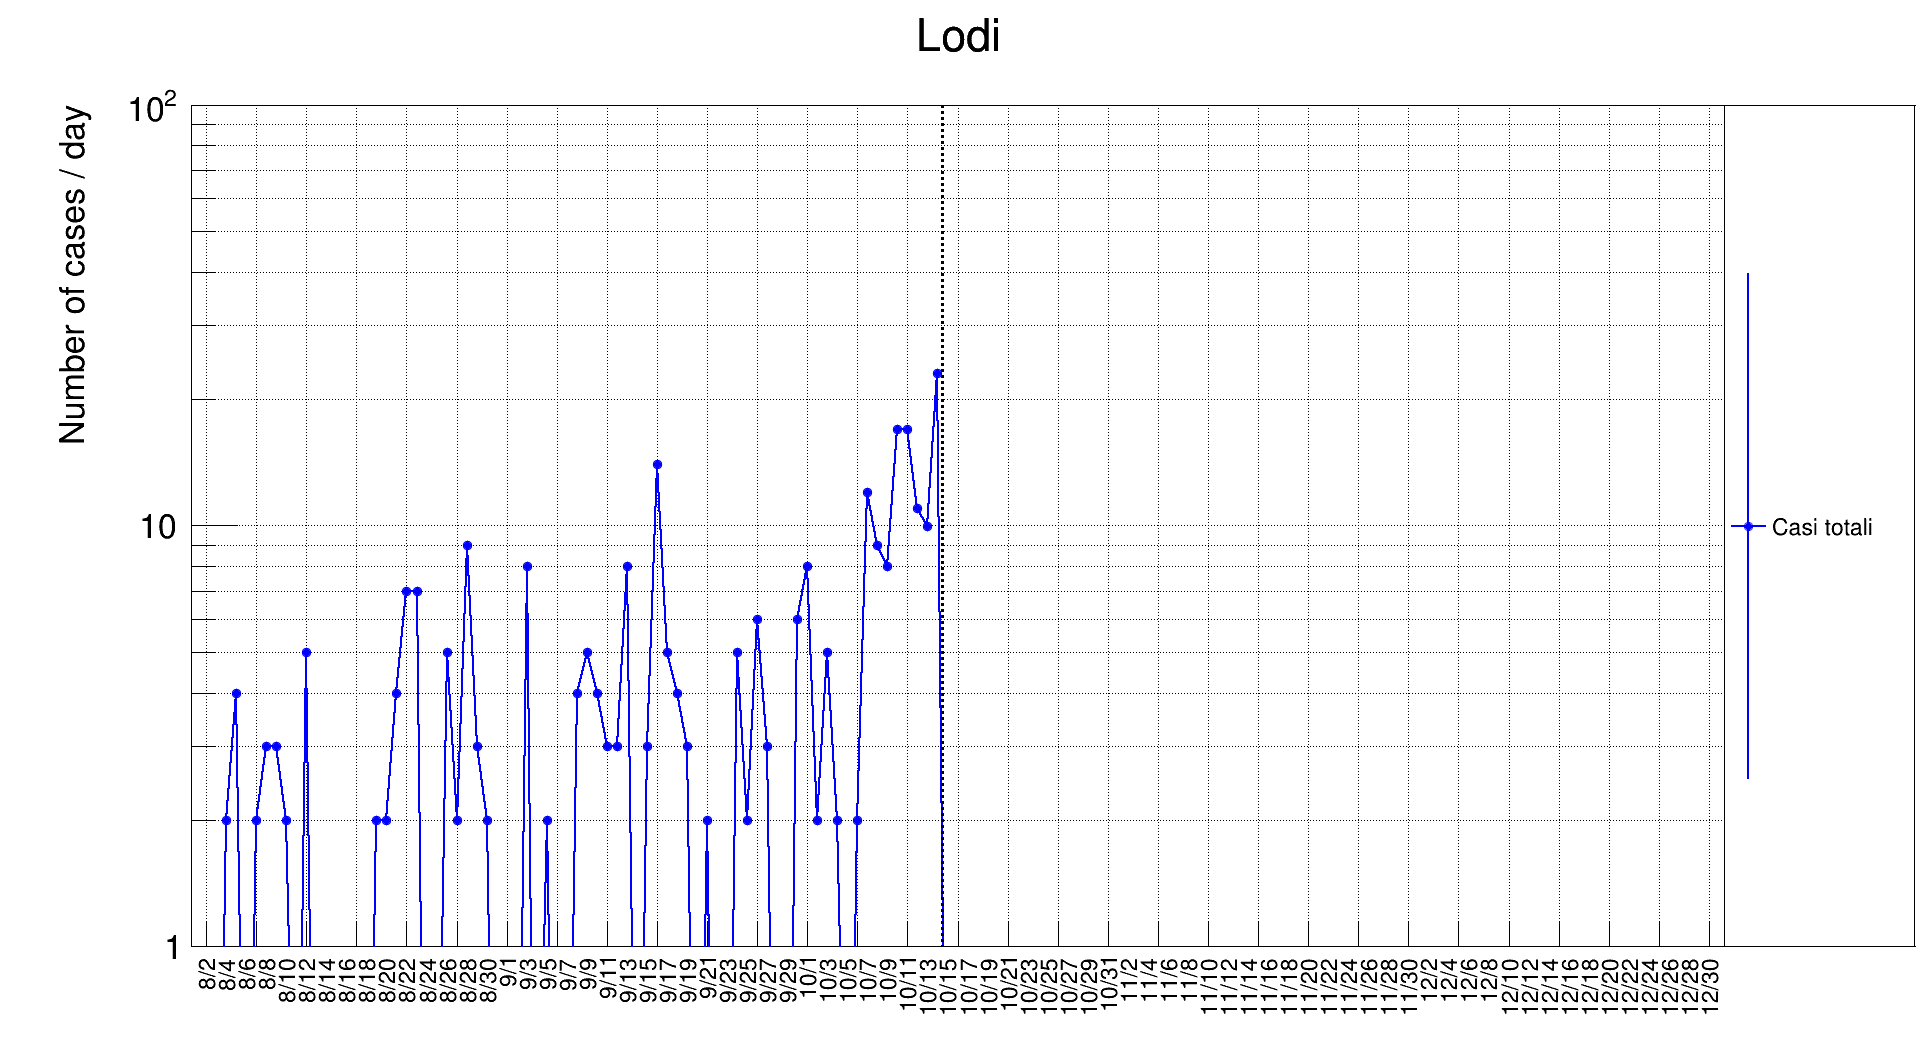 Lodi
Number of cases / day
10²
10
1
8/2 8/4 8/6 8/8 8/10 8/12 8/14 8/16 8/18 8/20 8/22 8/24 8/26 8/28 8/30 9/1 9/3 9/5 9/7 9/9 9/11 9/13 9/15 9/17 9/19 9/21 9/23 9/25 9/27 9/29 10/1 10/3 10/5 10/7 10/9 10/11 10/13 10/15 10/17 10/19 10/21 10/23 10/25 10/27 10/29 10/31 11/2 11/4 11/6 11/8 11/10 11/12 11/14 11/16 11/18 11/20 11/22 11/24 11/26 11/28 11/30 12/2 12/4 12/6 12/8 12/10 12/12 12/14 12/16 12/18 12/20 12/22 12/24 12/26 12/28 12/30
Casi totali